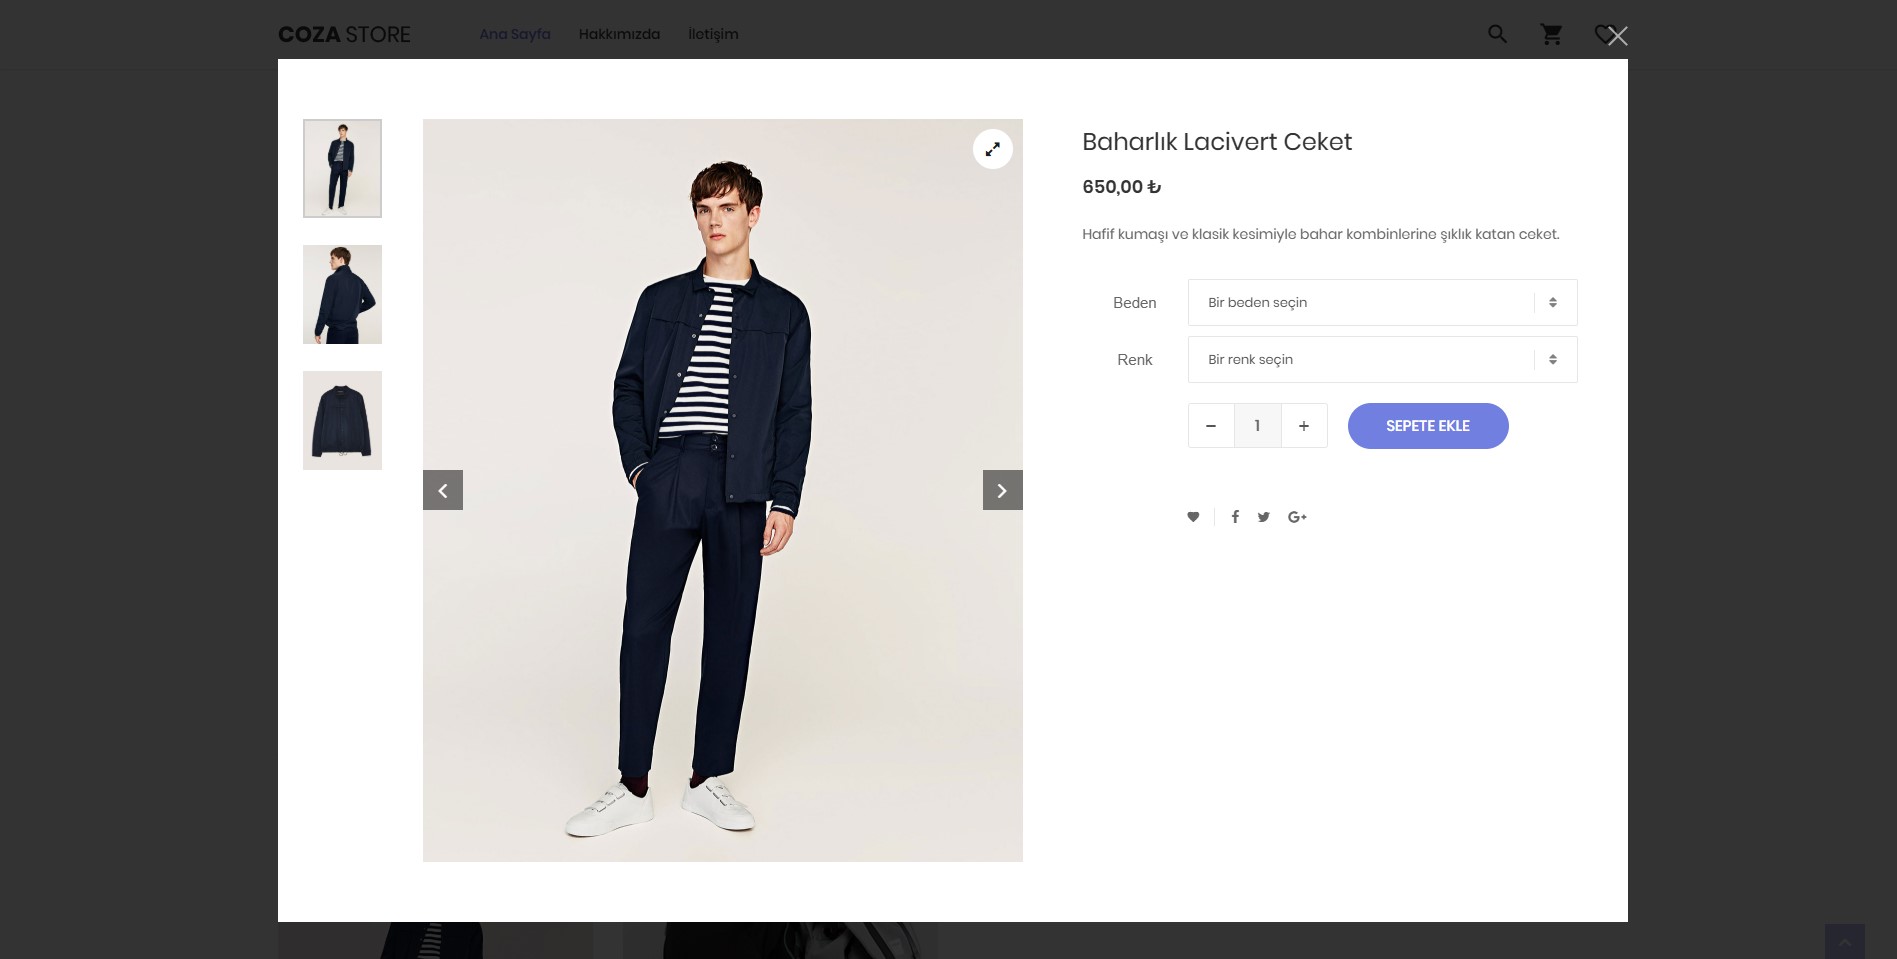 COZA STORE
Ana Sayfa
Hakkımızda
İletişim
Baharlık Lacivert Ceket
650,00 ₺
Hafif kumaşı ve klasik kesimiyle bahar kombinlerine şıklık katan ceket.
Beden
Bir beden seçin
Renk
Bir renk seçin
− 1 +
SEPETE EKLE
f
G+